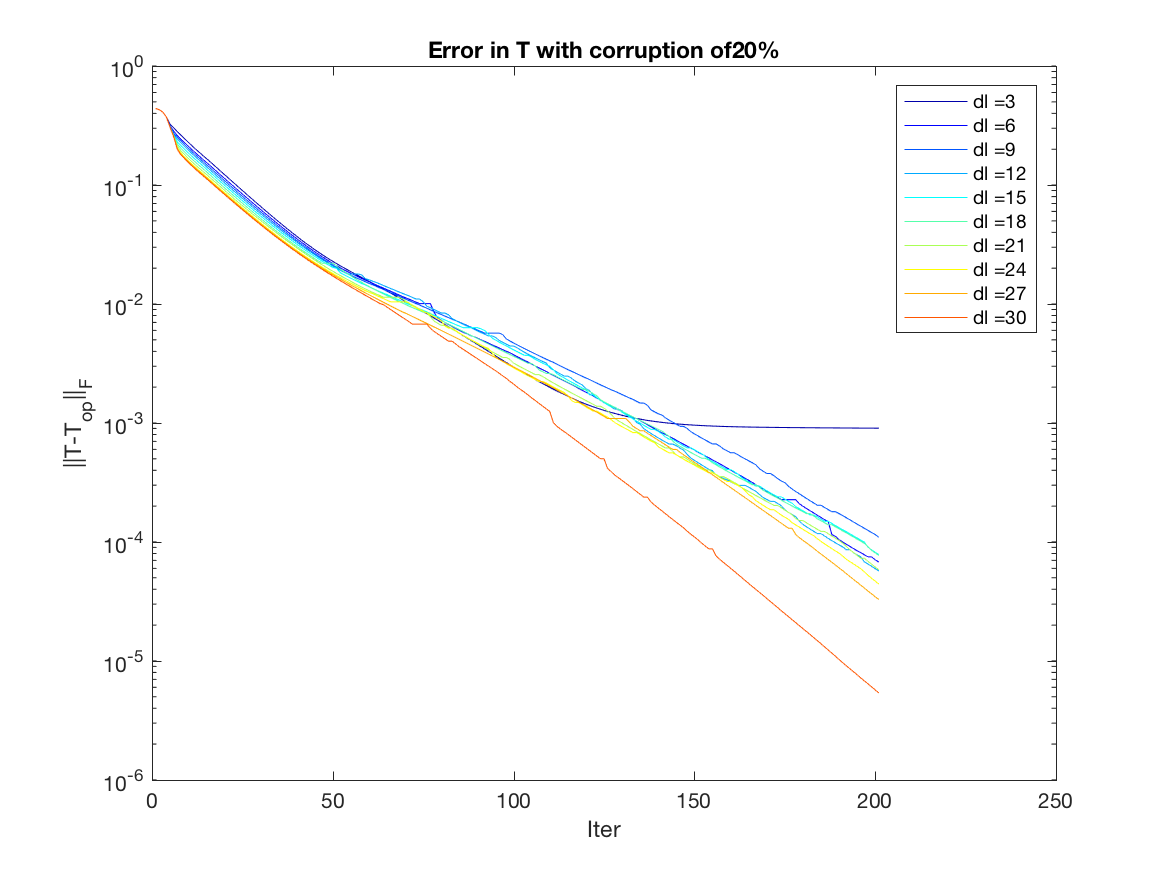 Error in T with corruption of20%
10^0
10^-1
10^-2
10^-3
10^-4
10^-5
10^-6
||T-T_op||_F
0 50 100 150 200 250
Iter
dl =3
dl =6
dl =9
dl =12
dl =15
dl =18
dl =21
dl =24
dl =27
dl =30